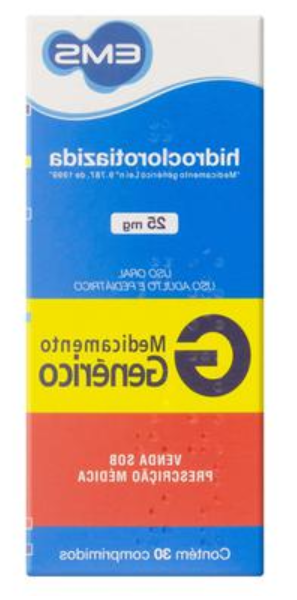 EMS
hidroclorotiazida
"Medicamento genérico Lei nº 9.787, de 1999"
25 mg
USO ORAL
USO ADULTO E PEDIÁTRICO
G
Medicamento
Genérico
VENDA SOB
PRESCRIÇÃO MÉDICA
Contém 30 comprimidos